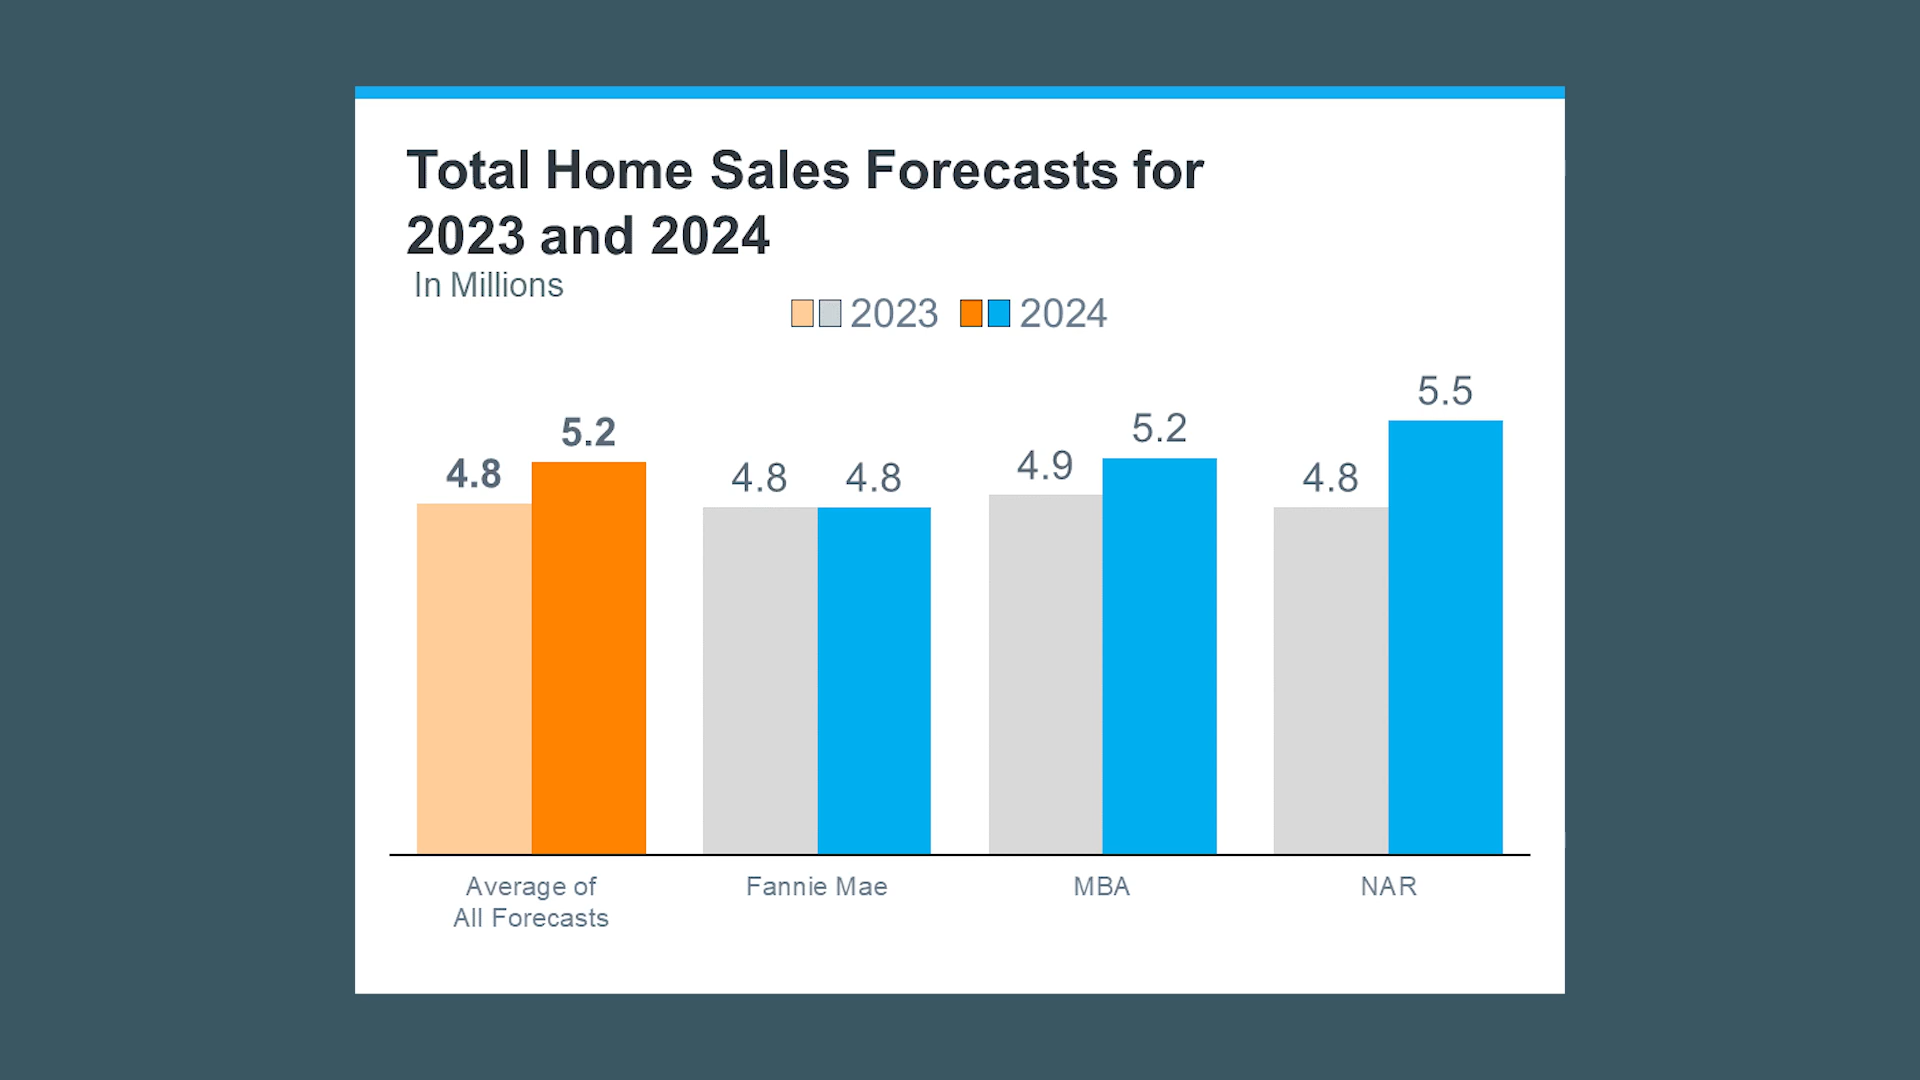 Total Home Sales Forecasts for
2023 and 2024
In Millions
2023 2024
4.8 5.2 4.8 4.8 4.9 5.2 4.8 5.5
Average of
All Forecasts
Fannie Mae
MBA
NAR